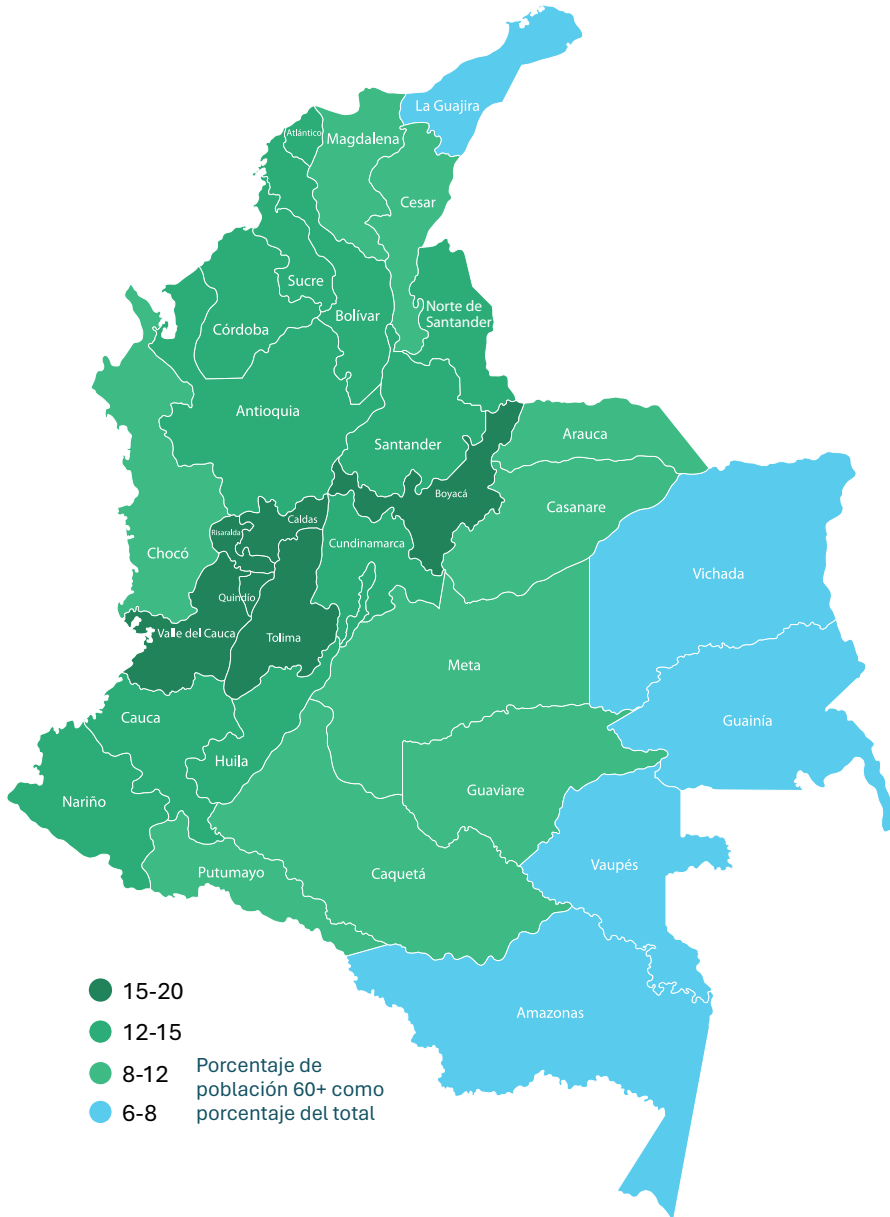 La Guajira
Atlántico
Magdalena
Cesar
Sucre
Bolívar
Norte de
Santander
Córdoba
Antioquia
Santander
Arauca
Boyacá
Casanare
Caldas
Risaralda
Cundinamarca
Chocó
Vichada
Quindío
Valle del Cauca
Tolima
Meta
Cauca
Guainía
Huila
Guaviare
Nariño
Vaupés
Putumayo
Caquetá
Amazonas
15-20
12-15
8-12
6-8
Porcentaje de
población 60+ como
porcentaje del total